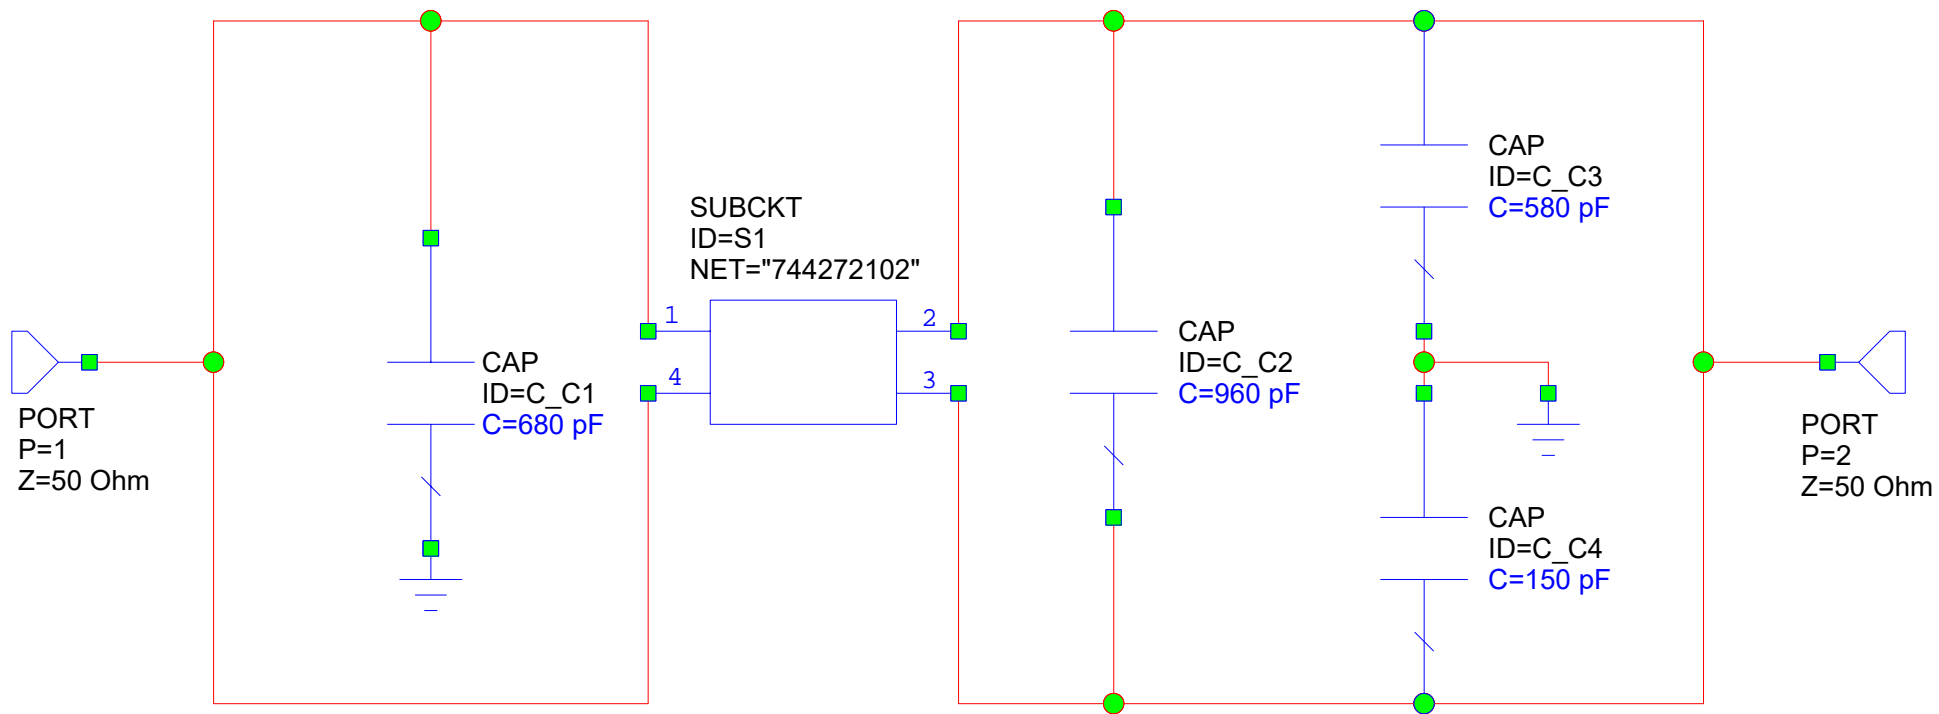 PORT
P=1
Z=50 Ohm
CAP
ID=C_C1
C=680 pF
SUBCKT
ID=S1
NET="744272102"
1
2
4
3
CAP
ID=C_C2
C=960 pF
CAP
ID=C_C3
C=580 pF
CAP
ID=C_C4
C=150 pF
PORT
P=2
Z=50 Ohm